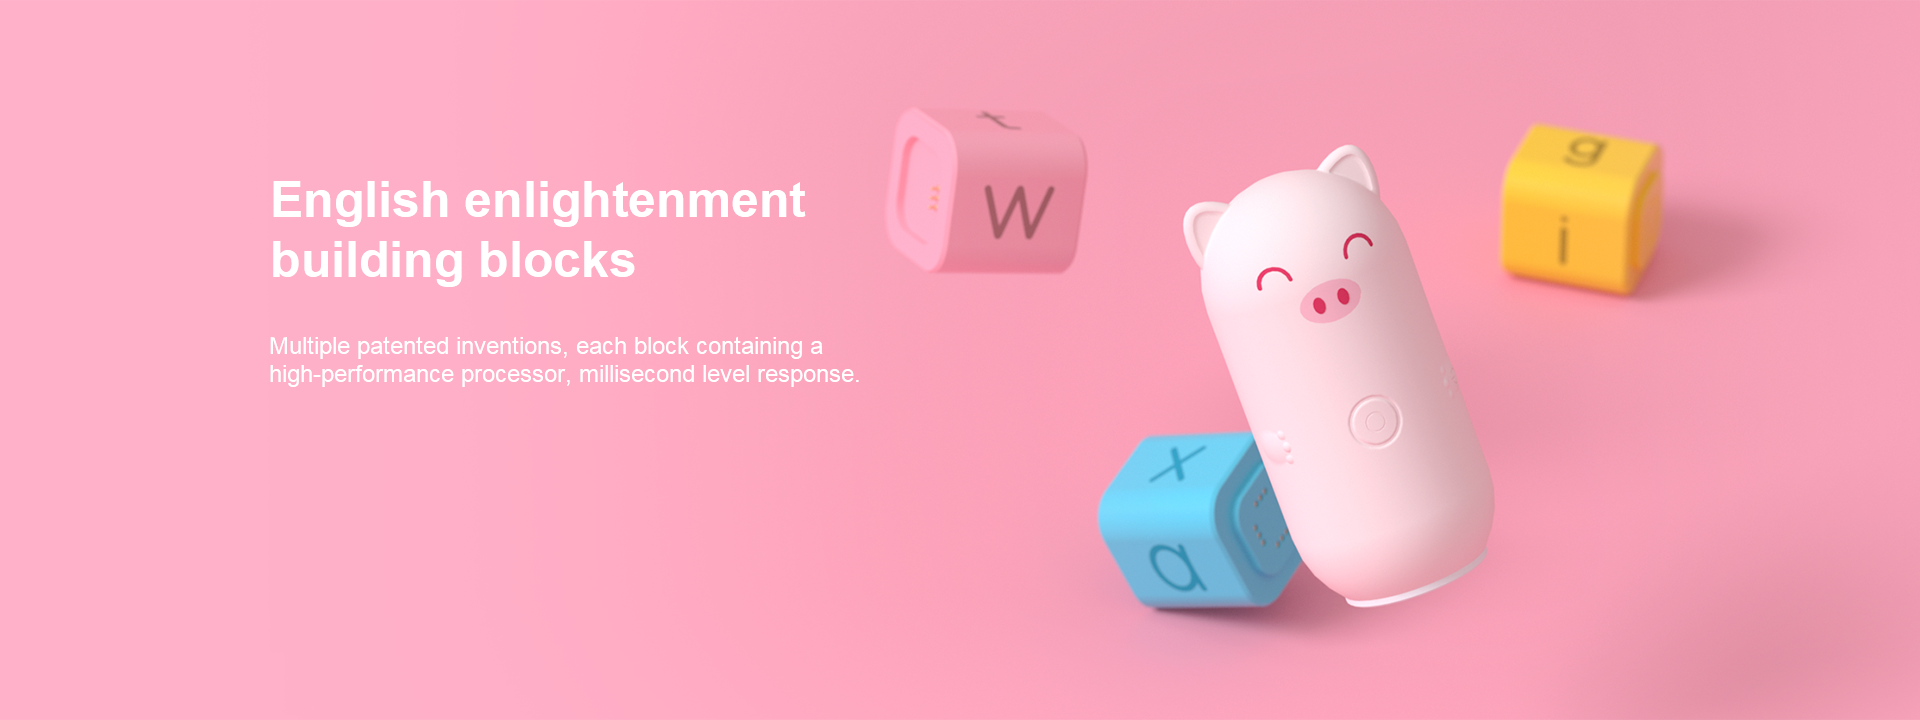 English enlightenment
building blocks
Multiple patented inventions, each block containing a
high-performance processor, millisecond level response.
t
W
g
i
x
a